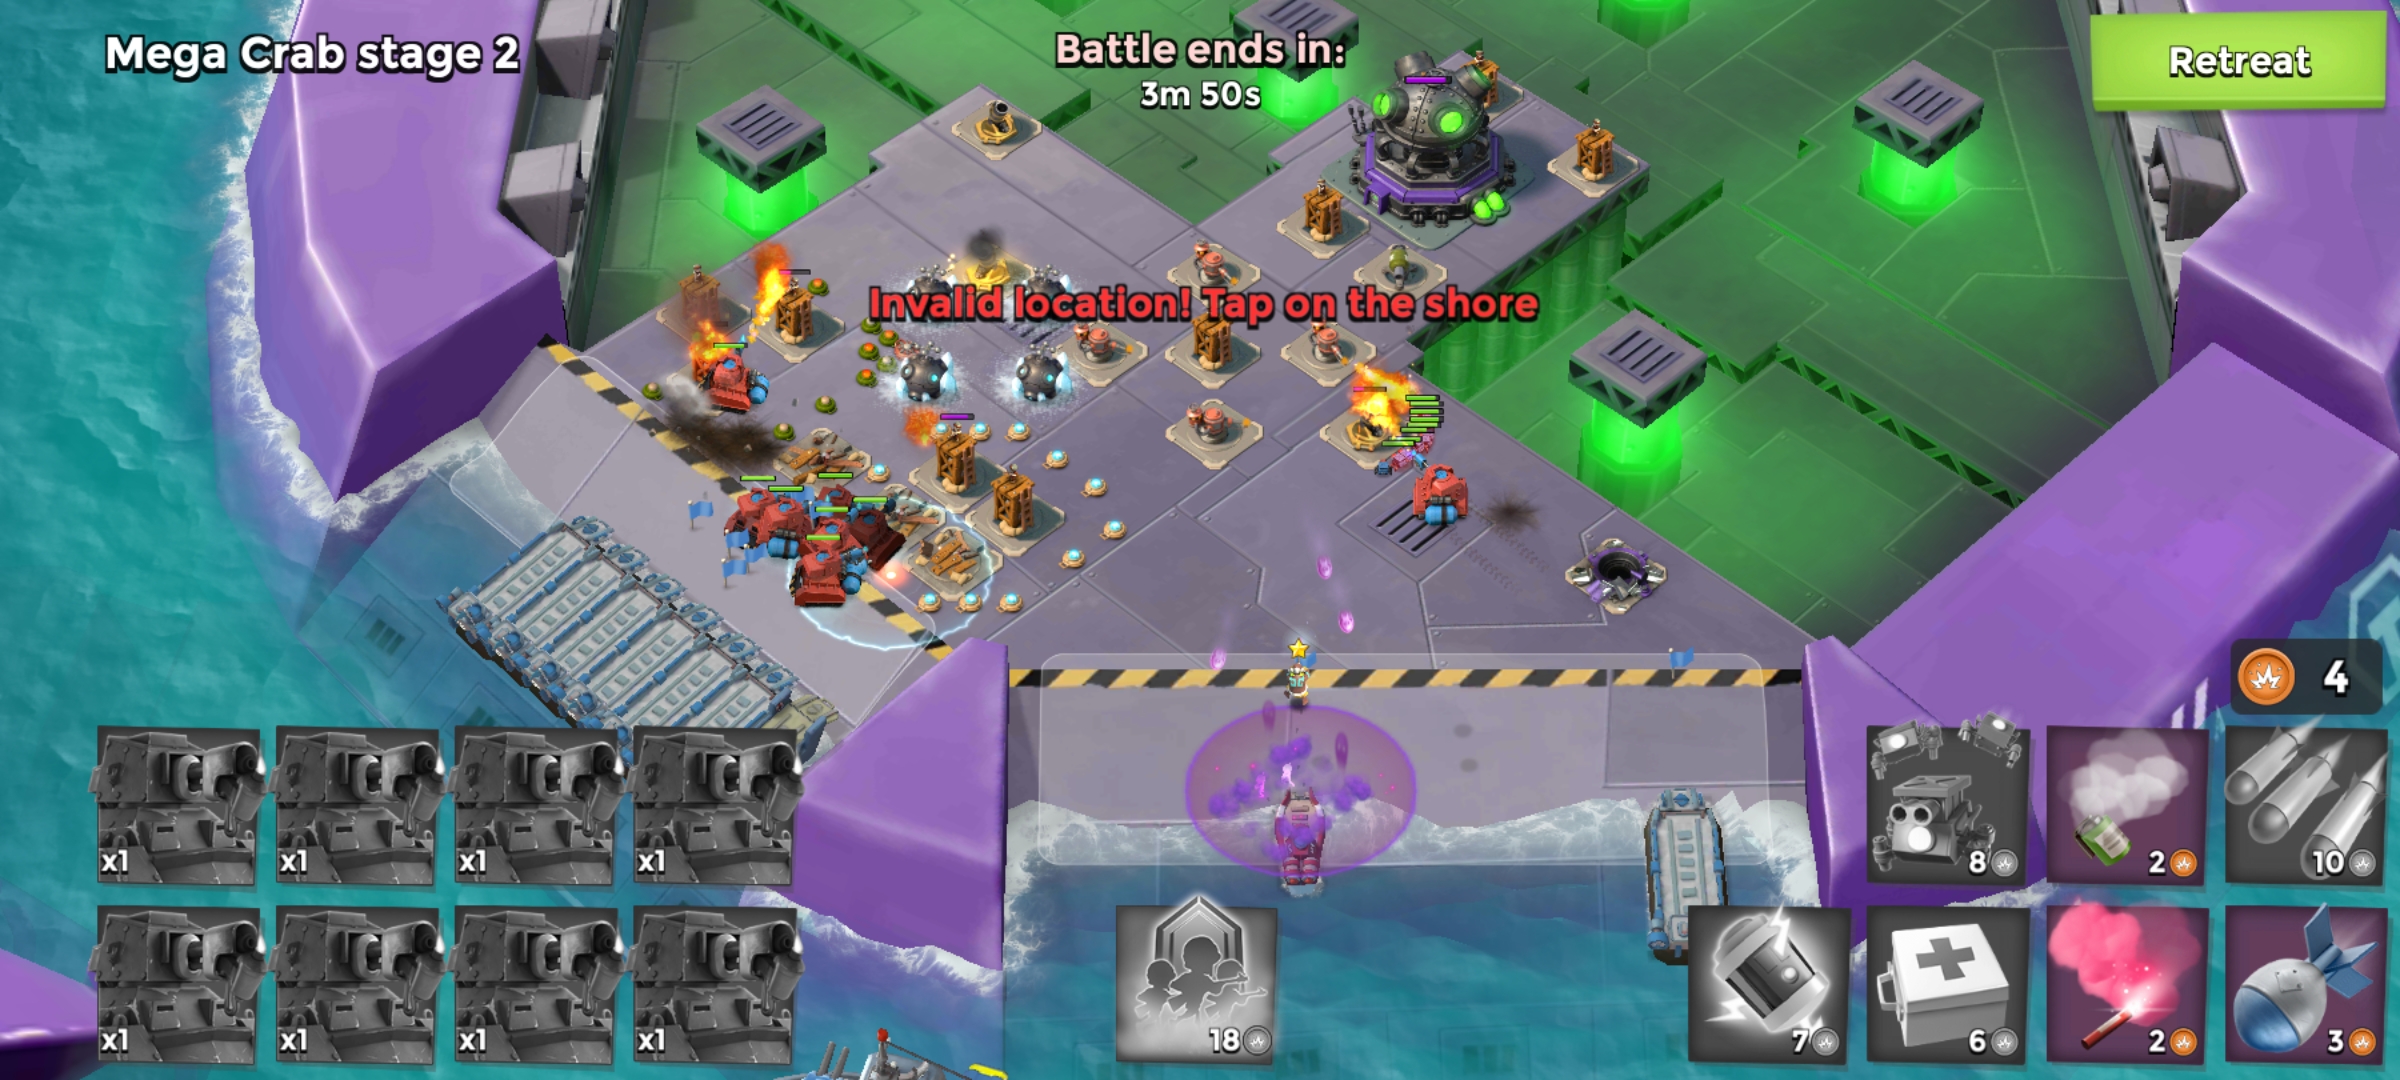 Mega Crab stage 2
Battle ends in:
3m 50s
Retreat
Invalid location! Tap on the shore
4
x1
x1
x1
x1
8
2
10
x1
x1
x1
x1
18
7
6
2
3